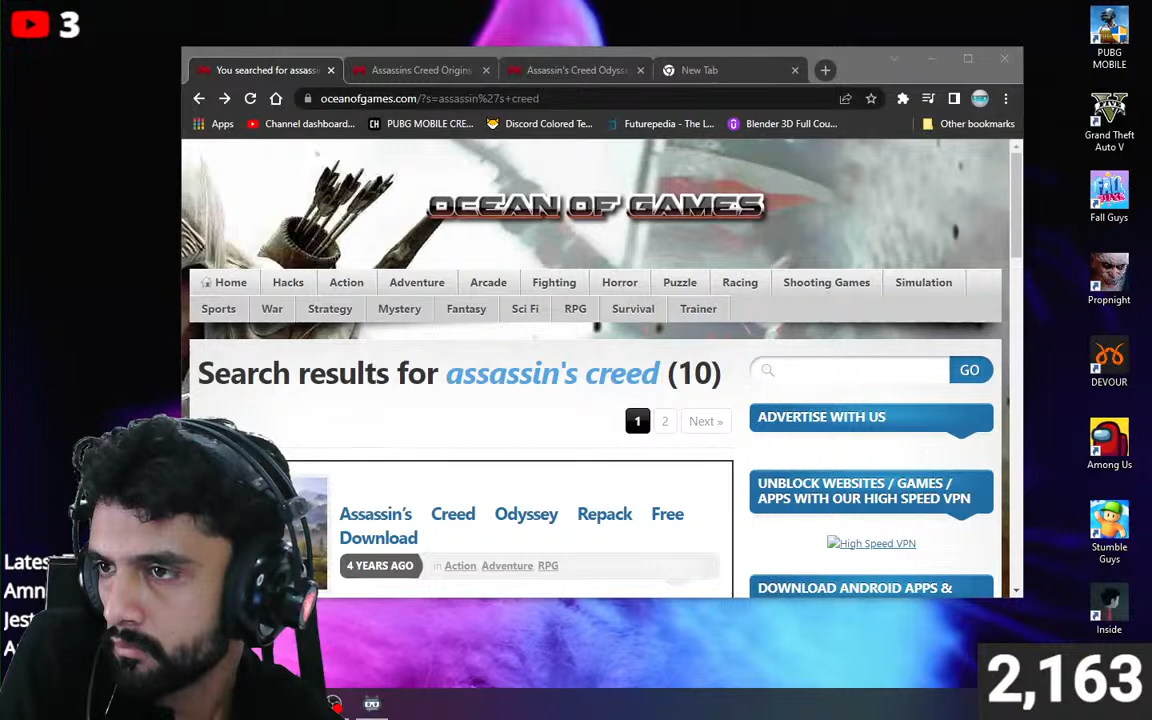 3
PUBG
MOBILE
Grand Theft
Auto V
Fall Guys
Propnight
DEVOUR
Among Us
Stumble
Guys
Inside
You searched for assass
Assassins Creed Origins
Assassin's Creed Odyss
New Tab
oceanofgames.com/?s=assassin%27s+creed
Apps
Channel dashboard...
PUBG MOBILE CRE...
Discord Colored Te...
Futurepedia - The L...
Blender 3D Full Cou...
Other bookmarks
OCEAN OF GAMES
Home Hacks Action Adventure Arcade Fighting Horror Puzzle Racing Shooting Games Simulation
Sports War Strategy Mystery Fantasy Sci Fi RPG Survival Trainer
Search results for assassin's creed (10)
GO
1 2 Next »
ADVERTISE WITH US
UNBLOCK WEBSITES / GAMES /
APPS WITH OUR HIGH SPEED VPN
High Speed VPN
DOWNLOAD ANDROID APPS &
Assassin's Creed Odyssey Repack Free
Download
4 YEARS AGO in Action, Adventure, RPG
Lates
Amn
Jest
2,163